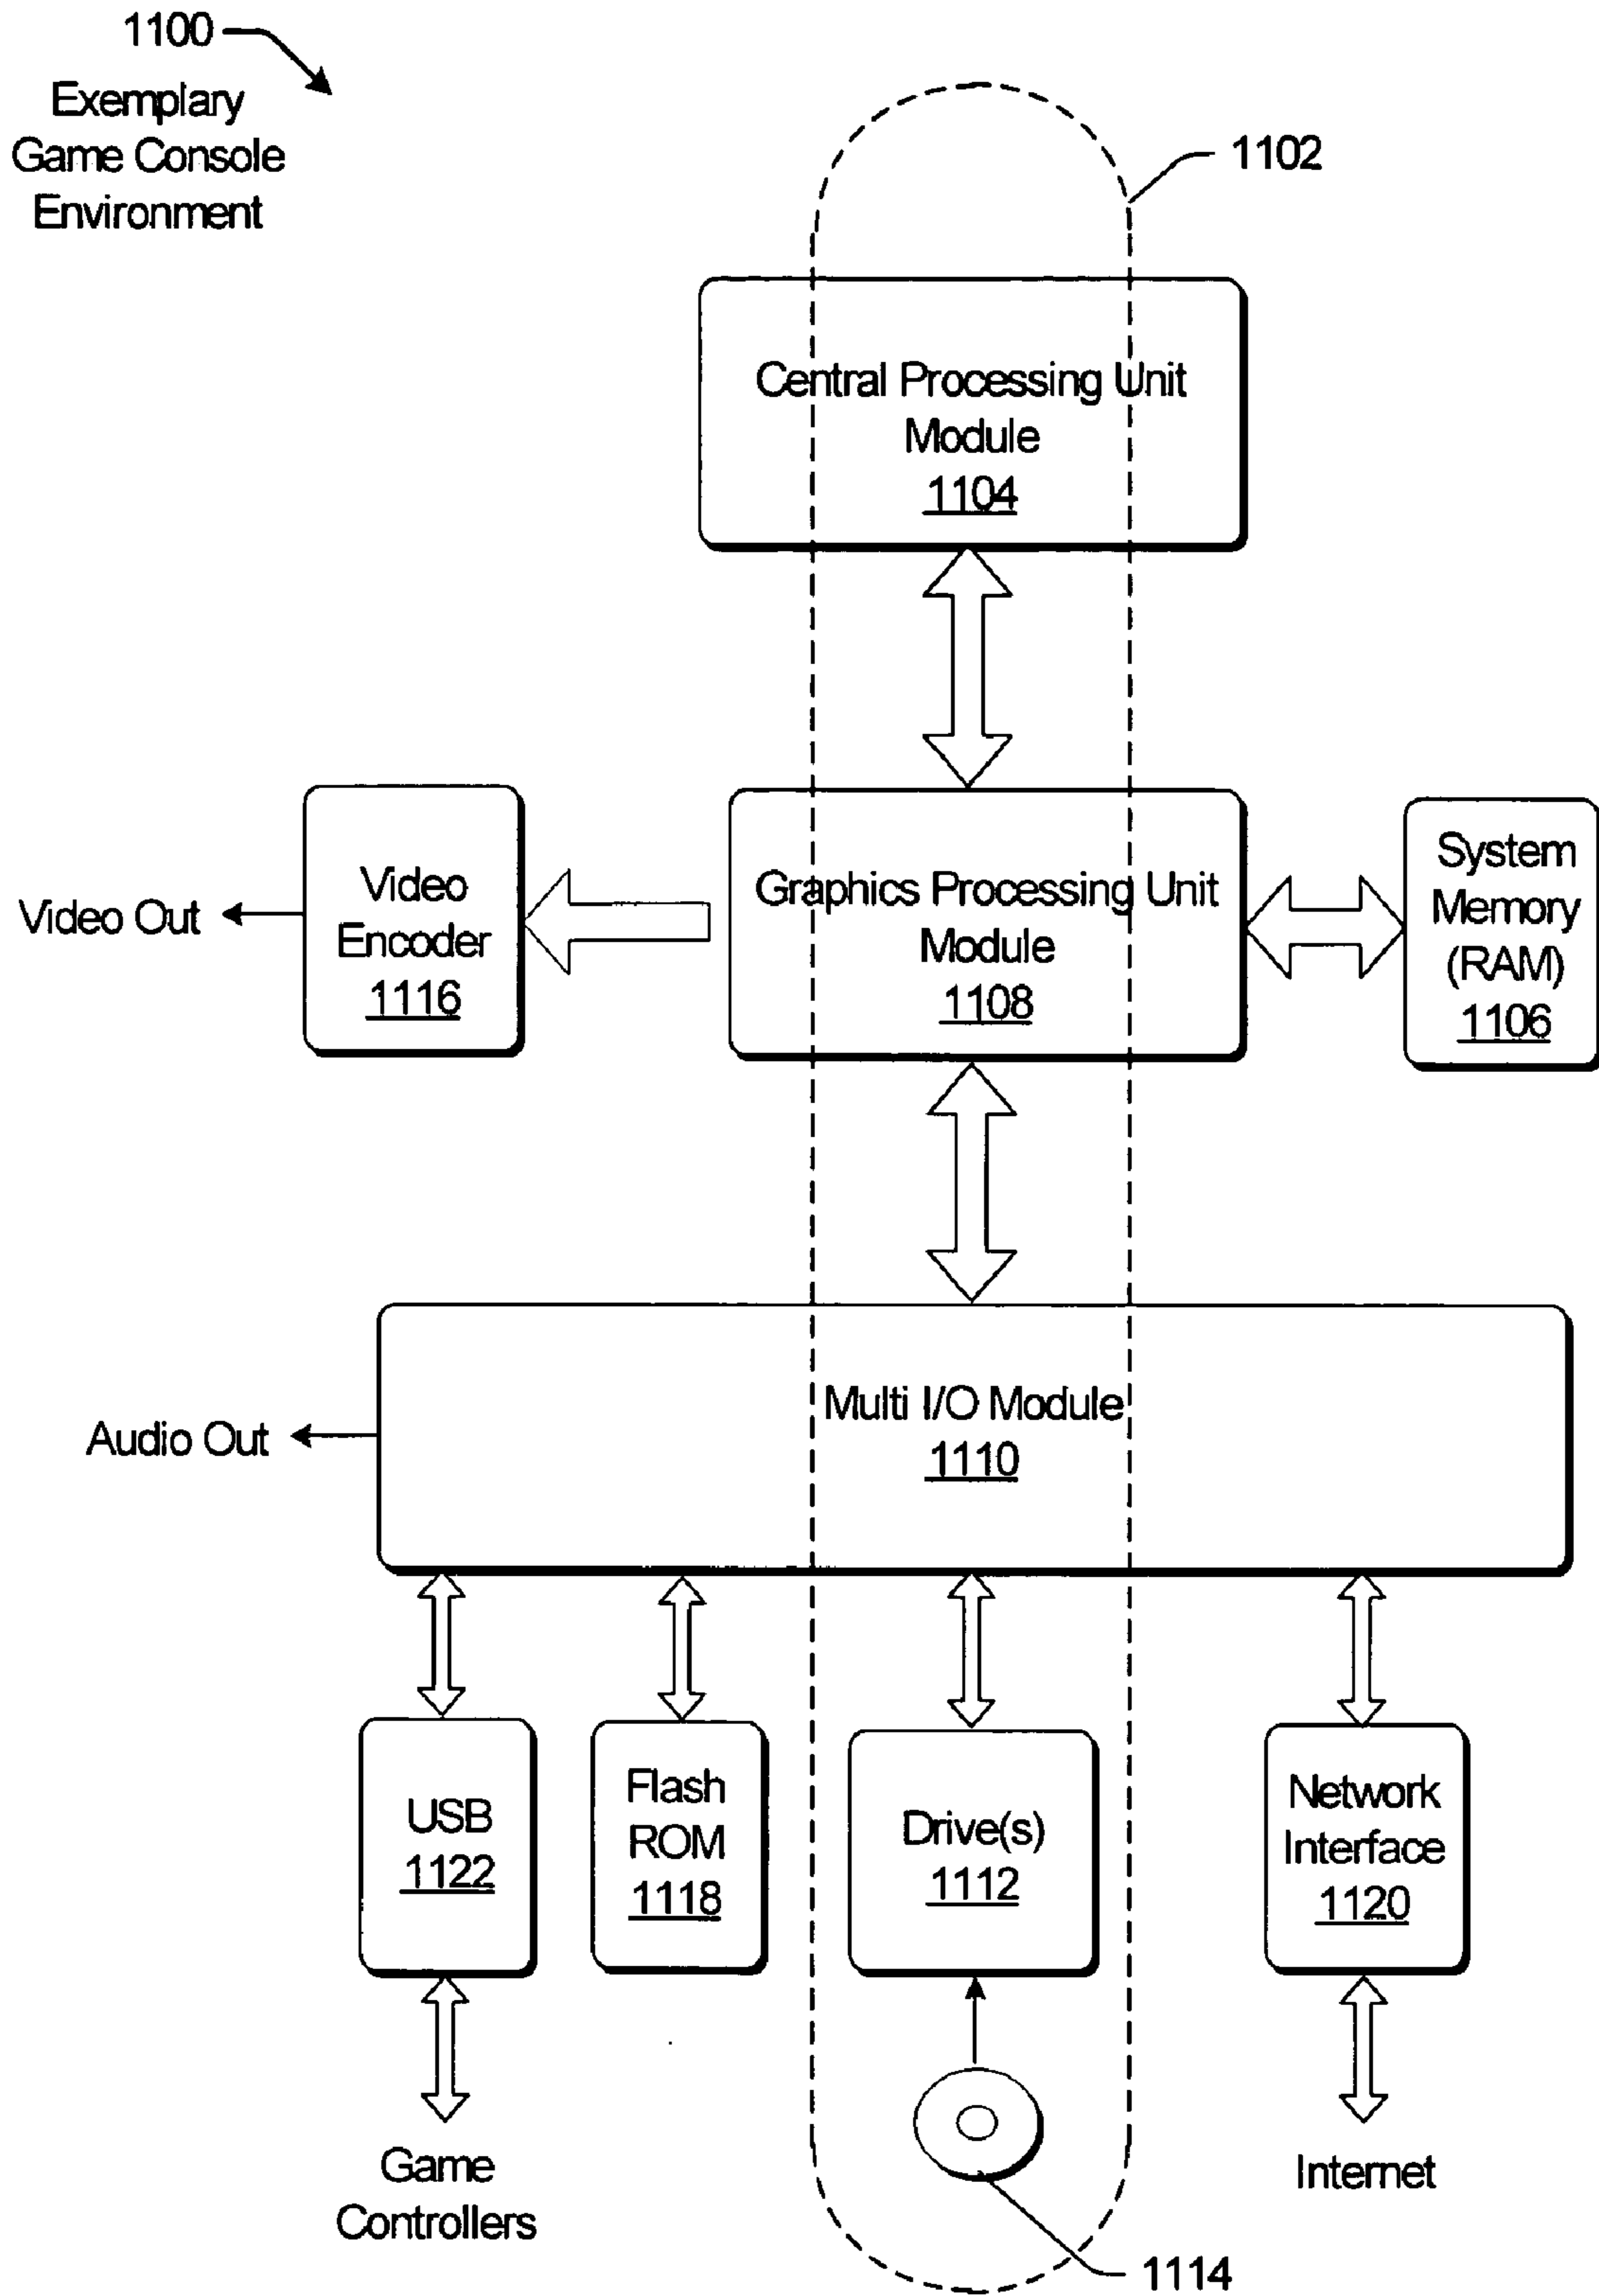 1100
Exemplary
Game Console
Environment
1102
Central Processing Unit
Module
1104
Video
Encoder
1116
Video Out
Graphics Processing Unit
Module
1108
System
Memory
(RAM)
1106
Multi I/O Module
1110
Audio Out
USB
1122
Flash
ROM
1118
Drive(s)
1112
Network
Interface
1120
Game
Controllers
Internet
1114